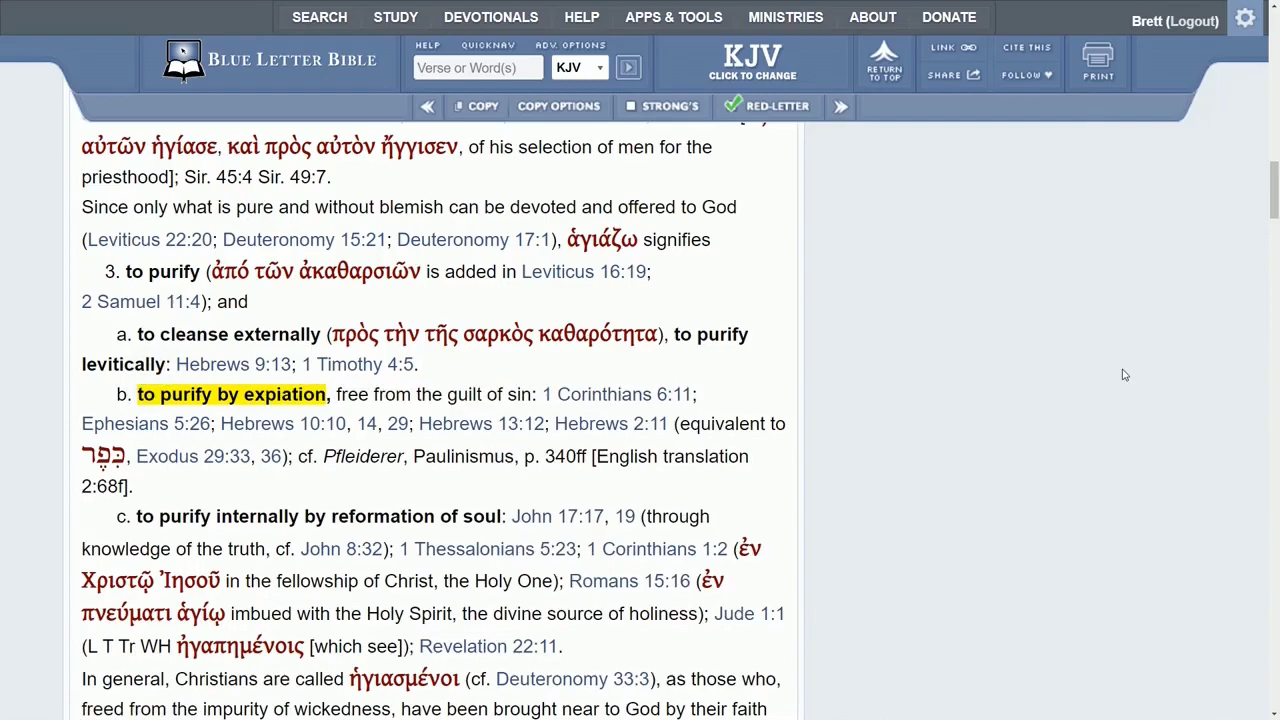 SEARCH STUDY DEVOTIONALS HELP APPS & TOOLS MINISTRIES ABOUT DONATE
Brett (Logout)
BLUE LETTER BIBLE
HELP QUICKNAV ADV. OPTIONS
Verse or Word(s) KJV
KJV
CLICK TO CHANGE
RETURN TO TOP
LINK CITE THIS
SHARE FOLLOW
PRINT
COPY COPY OPTIONS STRONG'S RED-LETTER
αὐτῶν ἡγίασε, καὶ πρὸς αὐτὸν ἤγγισεν, of his selection of men for the
priesthood]; Sir. 45:4 Sir. 49:7.
Since only what is pure and without blemish can be devoted and offered to God
(Leviticus 22:20; Deuteronomy 15:21; Deuteronomy 17:1), ἁγιάζω signifies
3. to purify (ἀπό τῶν ἀκαθαρσιῶν is added in Leviticus 16:19;
2 Samuel 11:4); and
a. to cleanse externally (πρὸς τὴν τῆς σαρκὸς καθαρότητα), to purify
levitically: Hebrews 9:13; 1 Timothy 4:5.
b. to purify by expiation, free from the guilt of sin: 1 Corinthians 6:11;
Ephesians 5:26; Hebrews 10:10, 14, 29; Hebrews 13:12; Hebrews 2:11 (equivalent to
כִּפֶּר, Exodus 29:33, 36); cf. Pfleiderer, Paulinismus, p. 340ff [English translation
2:68f].
c. to purify internally by reformation of soul: John 17:17, 19 (through
knowledge of the truth, cf. John 8:32); 1 Thessalonians 5:23; 1 Corinthians 1:2 (ἐν
Χριστῷ Ἰησοῦ in the fellowship of Christ, the Holy One); Romans 15:16 (ἐν
πνεύματι ἁγίῳ imbued with the Holy Spirit, the divine source of holiness); Jude 1:1
(L T Tr WH ἠγαπημένοις [which see]); Revelation 22:11.
In general, Christians are called ἡγιασμένοι (cf. Deuteronomy 33:3), as those who,
freed from the impurity of wickedness, have been brought near to God by their faith